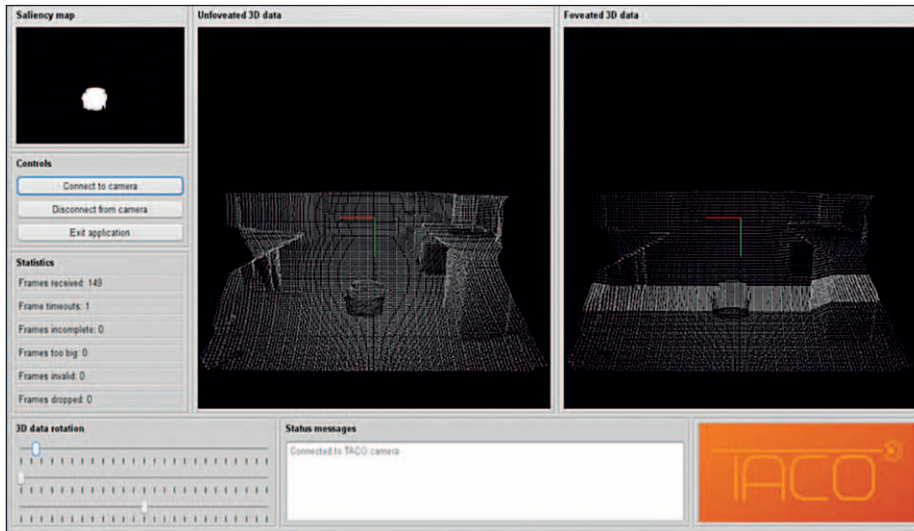 Saliency map
Unfoveated 3D data
Foveated 3D data
Controls
Connect to camera
Disconnect from camera
Exit application
Statistics
Frames received: 149
Frame timeouts: 1
Frames incomplete: 0
Frames too big: 0
Frames invalid: 0
Frames dropped: 0
3D data rotation
Status messages
Connected to TACO camera
TACO